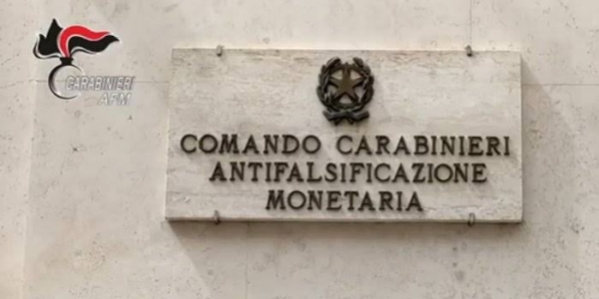 CARABINIERI
AFM
COMANDO CARABINIERI
ANTIFALSIFICAZIONE
MONETARIA